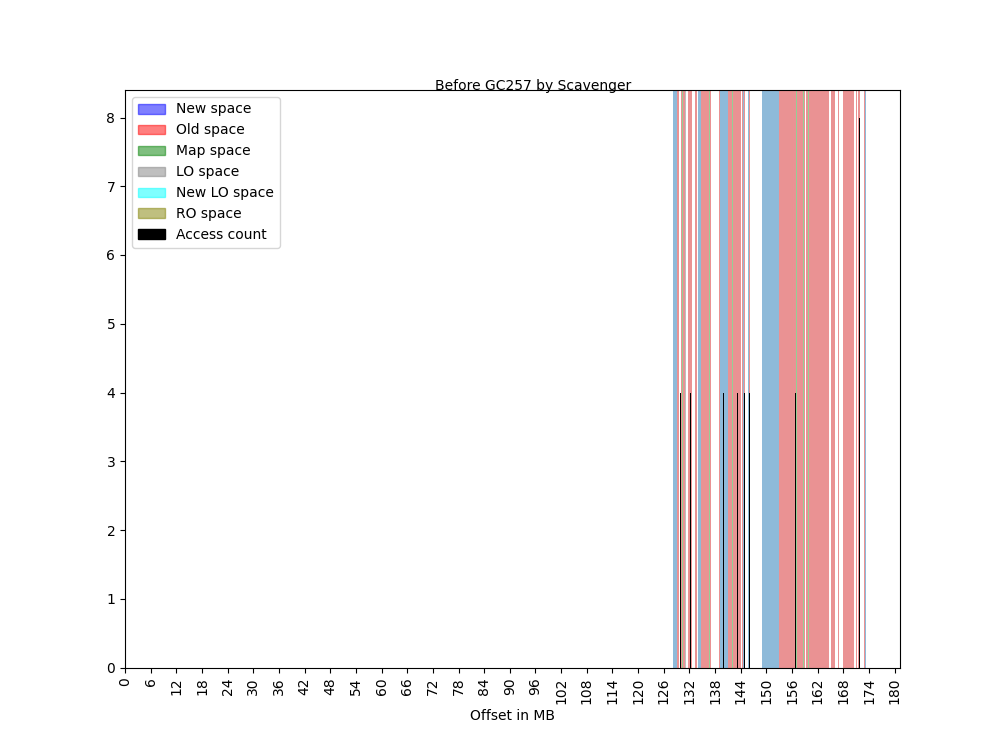 Before GC257 by Scavenger
New space
Old space
Map space
LO space
New LO space
RO space
Access count
8
7
6
5
4
3
2
1
0
0 6 12 18 24 30 36 42 48 54 60 66 72 78 84 90 96 102 108 114 120 126 132 138 144 150 156 162 168 174 180
Offset in MB